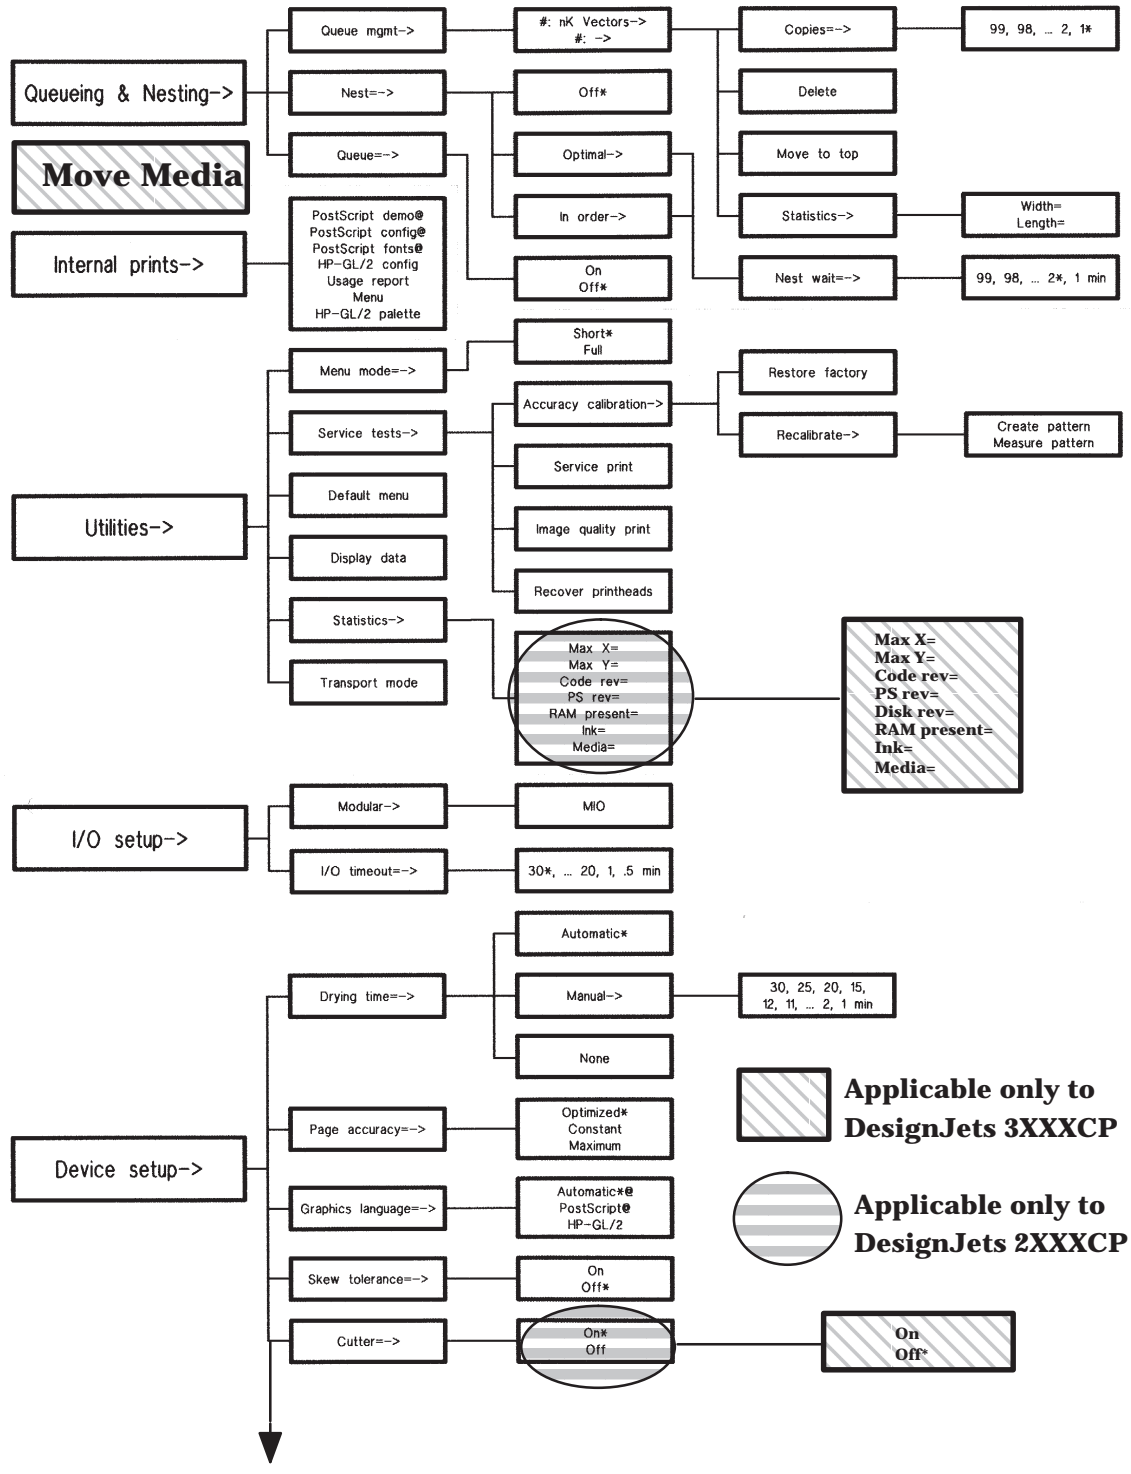 Queueing & Nesting->
Queue mgmt->
#: nK Vectors->
#: ->
Copies=->
99, 98, ... 2, 1*
Delete
Move to top
Statistics->
Width=
Length=
Nest=->
Off*
Optimal->
In order->
Nest wait=->
99, 98, ... 2*, 1 min
Queue=->
On
Off*
Move Media
Internal prints->
PostScript demo@
PostScript config@
PostScript fonts@
HP-GL/2 config
Usage report
Menu
HP-GL/2 palette
Utilities->
Menu mode=->
Short*
Full
Service tests->
Accuracy calibration->
Restore factory
Recalibrate->
Create pattern
Measure pattern
Service print
Image quality print
Recover printheads
Default menu
Display data
Statistics->
Max X=
Max Y=
Code rev=
PS rev=
RAM present=
Ink=
Media=
Max X=
Max Y=
Code rev=
PS rev=
Disk rev=
RAM present=
Ink=
Media=
Transport mode
I/O setup->
Modular->
MIO
I/O timeout=->
30*, ... 20, 1, .5 min
Device setup->
Drying time=->
Automatic*
Manual->
30, 25, 20, 15,
12, 11, ... 2, 1 min
None
Page accuracy=->
Optimized*
Constant
Maximum
Graphics language=->
Automatic*@
PostScript@
HP-GL/2
Skew tolerance=->
On
Off*
Cutter=->
On*
Off
On
Off*
Applicable only to
DesignJets 3XXXCP
Applicable only to
DesignJets 2XXXCP